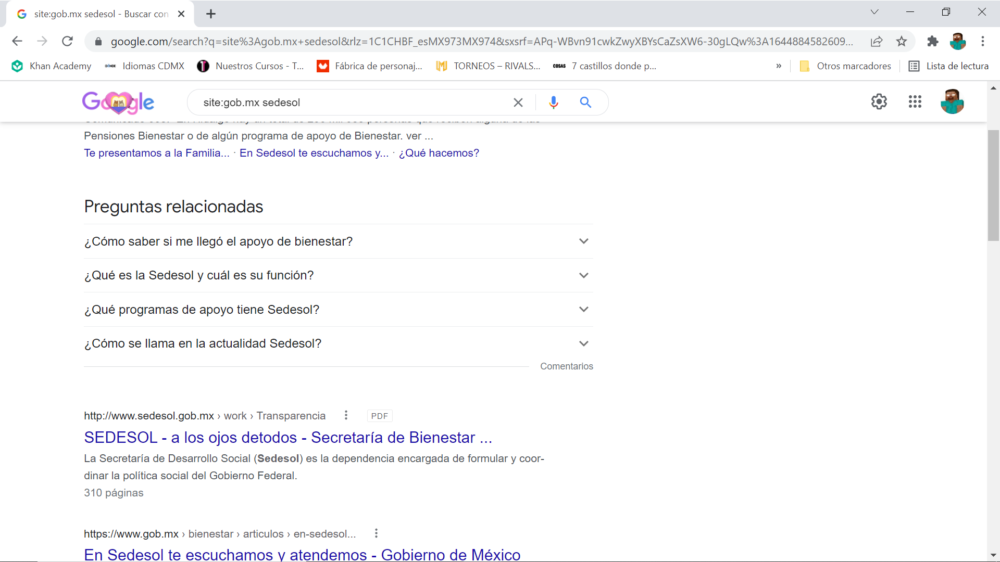 site:gob.mx sedesol - Buscar con
google.com/search?q=site%3Agob.mx+sedesol&rlz=1C1CHBF_esMX973MX974&sxsrf=APq-WBvn91cwkZwyXBYsCaZsXW6-30gLQw%3A1644884582609...
Khan Academy Idiomas CDMX Nuestros Cursos - T... Fábrica de personaj... TORNEOS – RIVALS... COSAS 7 castillos donde p... » Otros marcadores Lista de lectura
Google site:gob.mx sedesol
Pensiones Bienestar o de algún programa de apoyo de Bienestar. ver ...
Te presentamos a la Familia... · En Sedesol te escuchamos y... · ¿Qué hacemos?
Preguntas relacionadas
¿Cómo saber si me llegó el apoyo de bienestar?
¿Qué es la Sedesol y cuál es su función?
¿Qué programas de apoyo tiene Sedesol?
¿Cómo se llama en la actualidad Sedesol?
Comentarios
http://www.sedesol.gob.mx › work › Transparencia PDF
SEDESOL - a los ojos detodos - Secretaría de Bienestar ...
La Secretaría de Desarrollo Social (Sedesol) es la dependencia encargada de formular y coor-
dinar la política social del Gobierno Federal.
310 páginas
https://www.gob.mx › bienestar › articulos › en-sedesol...
En Sedesol te escuchamos y atendemos - Gobierno de México